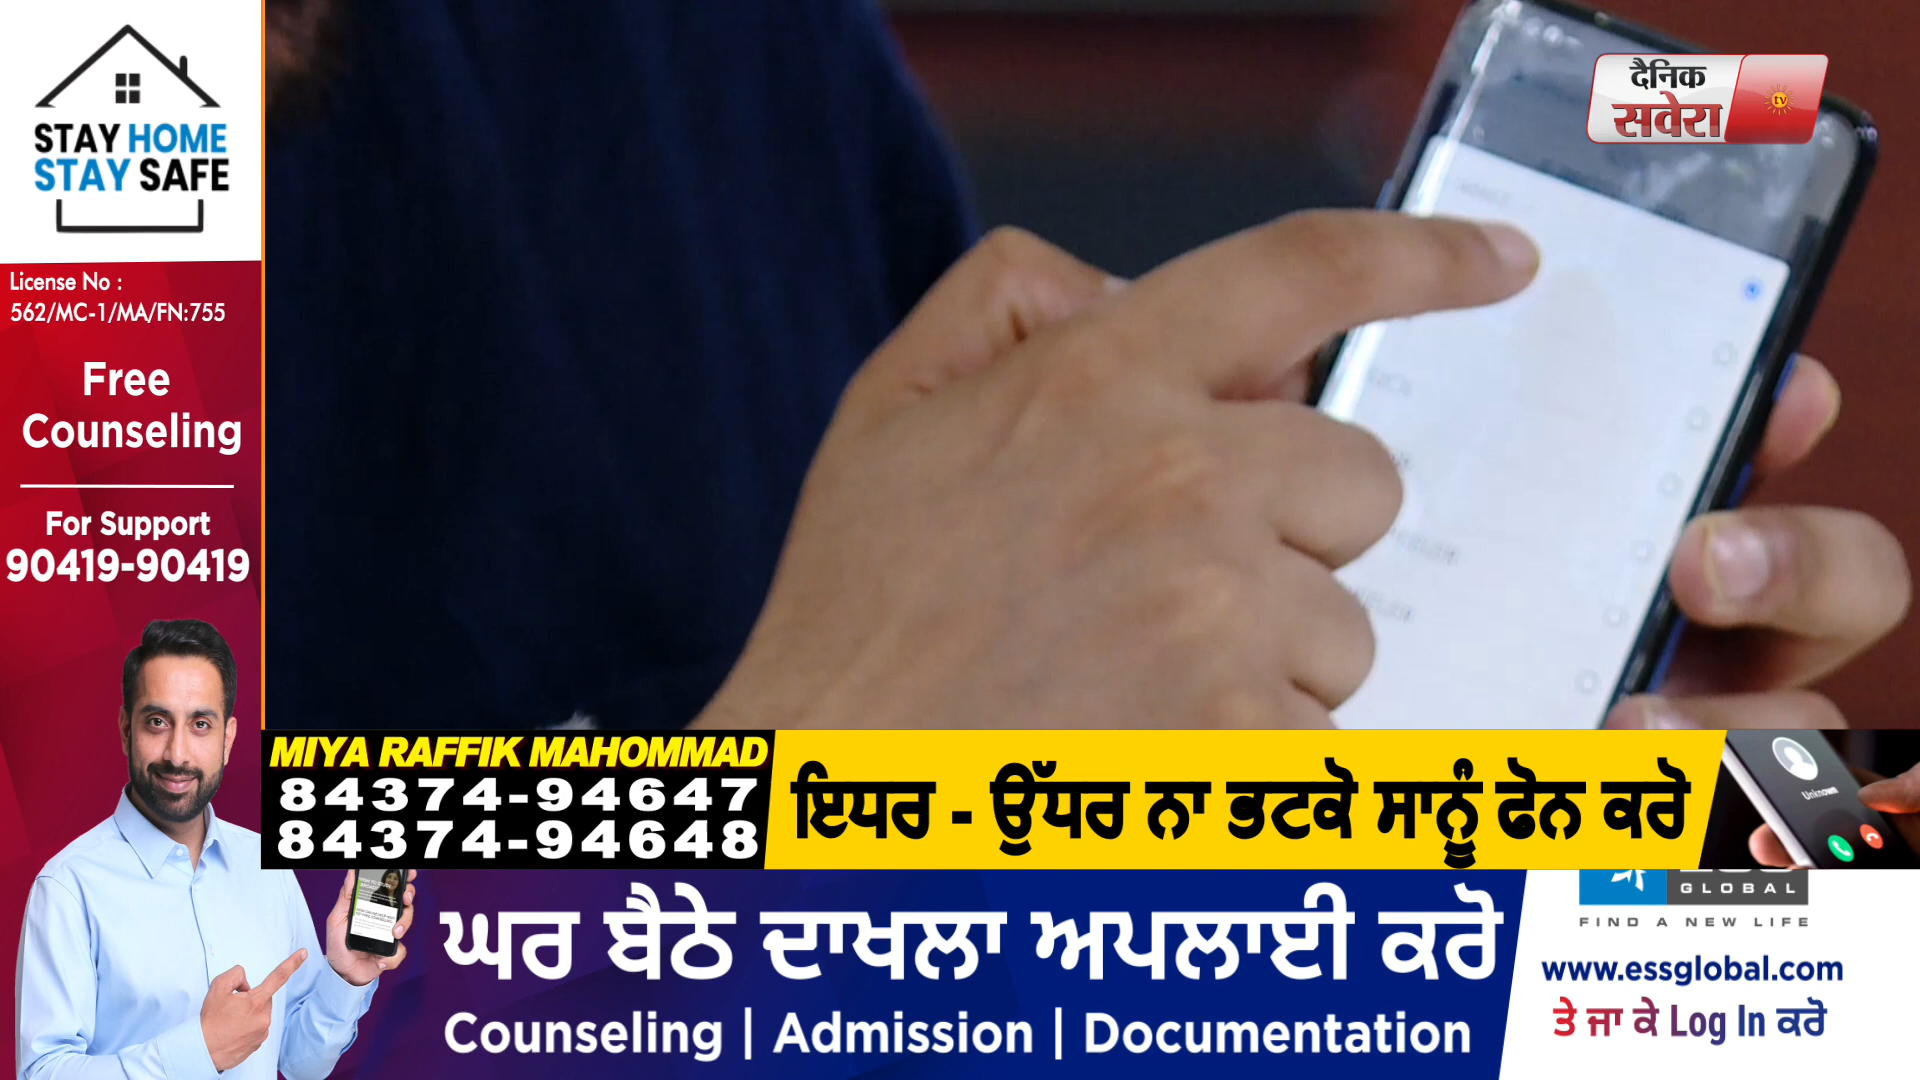 STAY HOME
STAY SAFE
License No :
562/MC-1/MA/FN:755
Free
Counseling
For Support
90419-90419
दैनिक
सवेरा
tv
MIYA RAFFIK MAHOMMAD
84374-94647
84374-94648
ਇਧਰ - ਉੱਧਰ ਨਾ ਭਟਕੋ ਸਾਨੂੰ ਫੋਨ ਕਰੋ
Unknown
ਘਰ ਬੈਠੇ ਦਾਖਲਾ ਅਪਲਾਈ ਕਰੋ
Counseling | Admission | Documentation
GLOBAL
FIND A NEW LIFE
www.essglobal.com
ਤੇ ਜਾ ਕੇ Log In ਕਰੋ